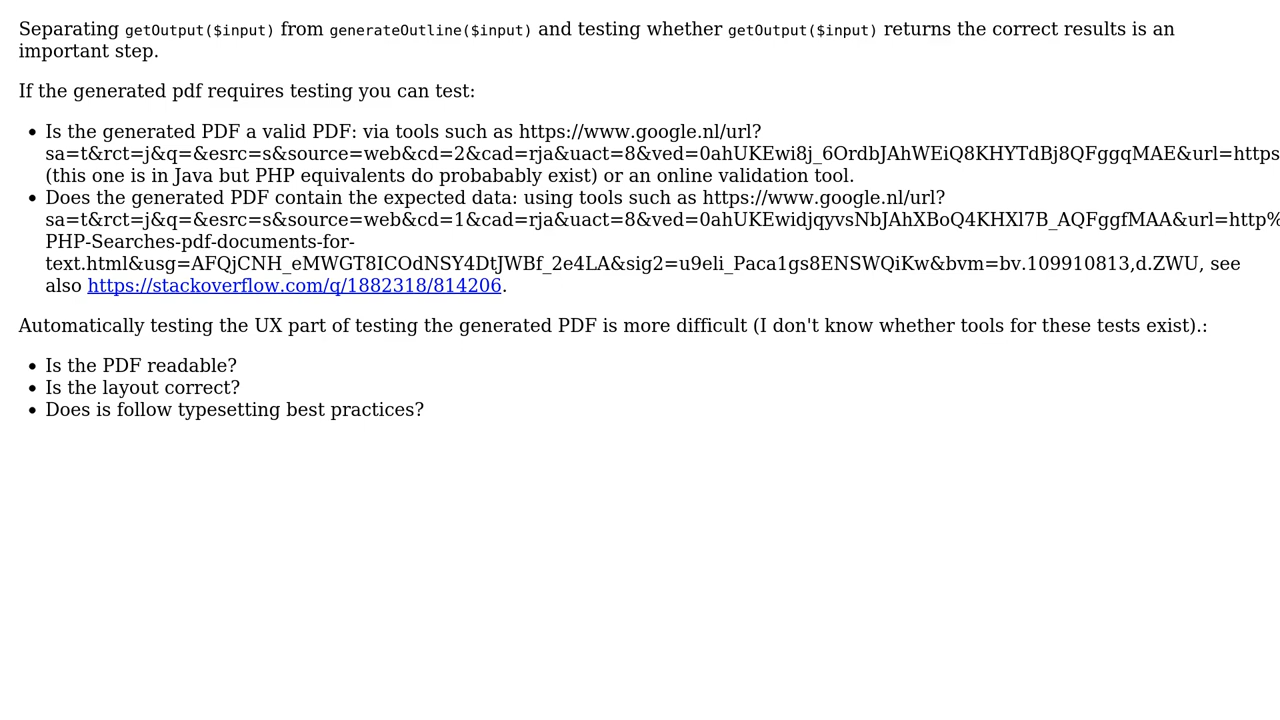 Separating getOutput($input) from generateOutline($input) and testing whether getOutput($input) returns the correct results is an
important step.
If the generated pdf requires testing you can test:
• Is the generated PDF a valid PDF: via tools such as https://www.google.nl/url?
sa=t&rct=j&q=&esrc=s&source=web&cd=2&cad=rja&uact=8&ved=0ahUKEwi8j_6OrdbJAhWEiQ8KHYTdBj8QFggqMAE&url=https
(this one is in Java but PHP equivalents do probabably exist) or an online validation tool.
• Does the generated PDF contain the expected data: using tools such as https://www.google.nl/url?
sa=t&rct=j&q=&esrc=s&source=web&cd=1&cad=rja&uact=8&ved=0ahUKEwidjqyvsNbJAhXBoQ4KHXl7B_AQFggfMAA&url=http%
PHP-Searches-pdf-documents-for-
text.html&usg=AFQjCNH_eMWGT8ICOdNSY4DtJWBf_2e4LA&sig2=u9eli_Paca1gs8ENSWQiKw&bvm=bv.109910813,d.ZWU, see
also https://stackoverflow.com/q/1882318/814206.
Automatically testing the UX part of testing the generated PDF is more difficult (I don't know whether tools for these tests exist).:
• Is the PDF readable?
• Is the layout correct?
• Does is follow typesetting best practices?